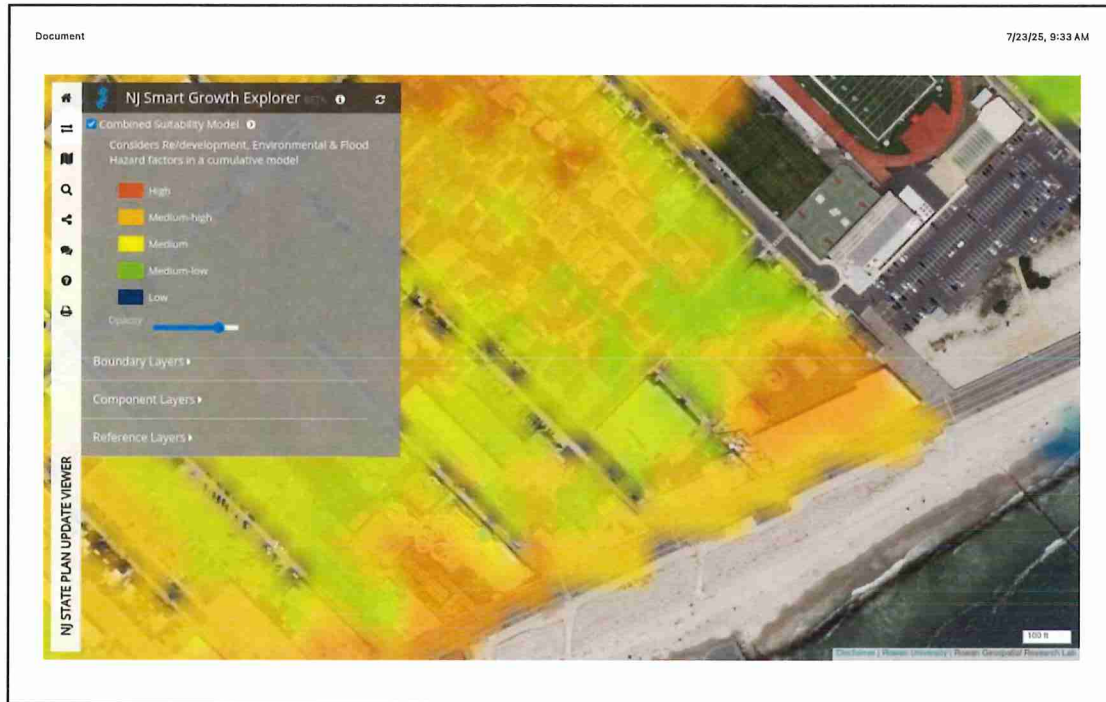 Document
7/23/25, 9:33 AM
NJ Smart Growth Explorer BETA
Combined Suitability Model
Considers Re/development, Environmental & Flood
Hazard factors in a cumulative model
High
Medium-high
Medium
Medium-low
Low
Opacity
Boundary Layers
Component Layers
Reference Layers
NJ STATE PLAN UPDATE VIEWER
100 ft
Disclaimer | Rowan University | Rowan Geospatial Research Lab